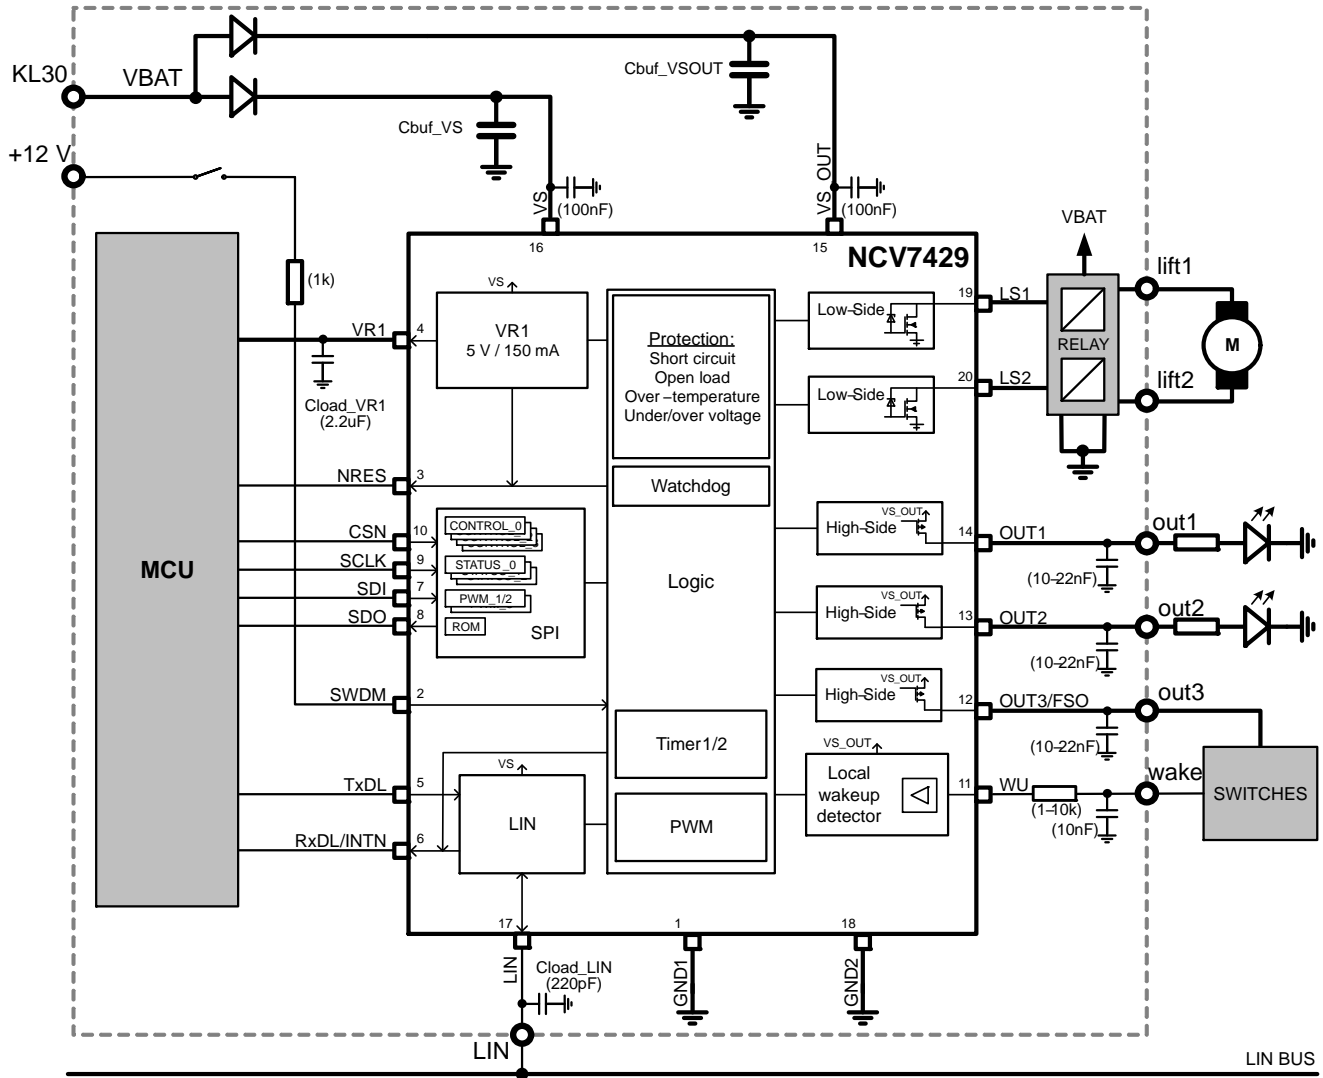 KL30
VBAT
Cbuf_VSOUT
Cbuf_VS
+12 V
VS
(100nF)
VS_OUT
(100nF)
16
15
NCV7429
VBAT
(1k)
VR1
4
VS
VR1
5 V / 150 mA
Cload_VR1
(2.2uF)
Protection:
Short circuit
Open load
Over-temperature
Under/over voltage
Low-Side
19
LS1
Low-Side
20
LS2
RELAY
lift1
lift2
M
NRES
3
Watchdog
MCU
CSN
10
SCLK
9
SDI
7
SDO
8
CONTROL_0
STATUS_0
PWM_1/2
ROM
SPI
Logic
High-Side
VS_OUT
14
OUT1
(10-22nF)
out1
High-Side
VS_OUT
13
OUT2
(10-22nF)
out2
SWDM
2
High-Side
VS_OUT
12
OUT3/FSO
(10-22nF)
out3
Timer1/2
VS_OUT
Local
wakeup
detector
11
WU
(1-10k)
(10nF)
wake
SWITCHES
TxDL
5
RxDL/INTN
6
VS
LIN
PWM
17
1
18
LIN
Cload_LIN
(220pF)
GND1
GND2
LIN
LIN BUS